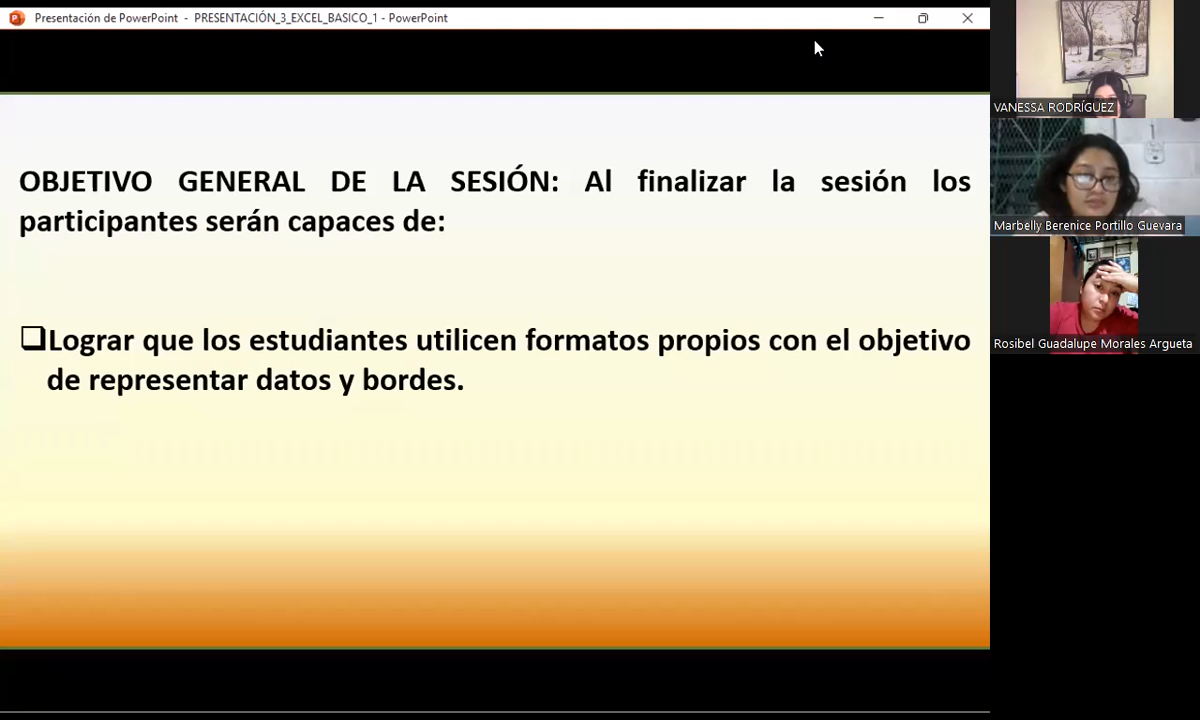 Presentación de PowerPoint - PRESENTACIÓN_3_EXCEL_BASICO_1 - PowerPoint
OBJETIVO GENERAL DE LA SESIÓN: Al finalizar la sesión los
participantes serán capaces de:
Lograr que los estudiantes utilicen formatos propios con el objetivo
de representar datos y bordes.
VANESSA RODRÍGUEZ
Marbelly Berenice Portillo Guevara
Rosibel Guadalupe Morales Argueta